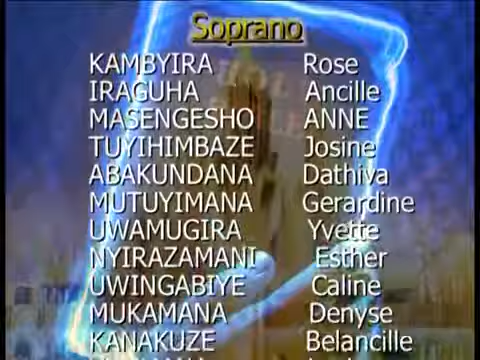 Soprano
KAMBYIRA Rose
IRAGUHA Ancille
MASENGESHO ANNE
TUYIHIMBAZE Josine
ABAKUNDANA Dathiva
MUTUYIMANA Gerardine
UWAMUGIRA Yvette
NYIRAZAMANI Esther
UWINGABIYE Caline
MUKAMANA Denyse
KANAKUZE Belancille